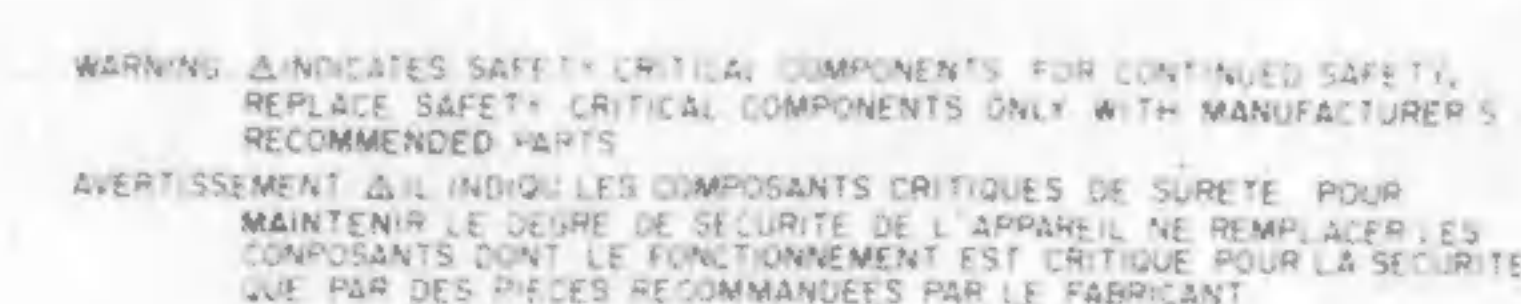 WARNING ⚠INDICATES SAFETY CRITICAL COMPONENTS. FOR CONTINUED SAFETY,
REPLACE SAFETY CRITICAL COMPONENTS ONLY WITH MANUFACTURER'S
RECOMMENDED PARTS
AVERTISSEMENT ⚠IL INDIQU LES COMPOSANTS CRITIQUES DE SÛRETE. POUR
MAINTENIR LE DEGRE DE SECURITE DE L'APPAREIL NE REMPLACER LES
CONPOSANTS DONT LE FONCTIONNEMENT EST CRITIQUE POUR LA SECURITE
QUE PAR DES PIECES RECOMMANDEES PAR LE FABRICANT